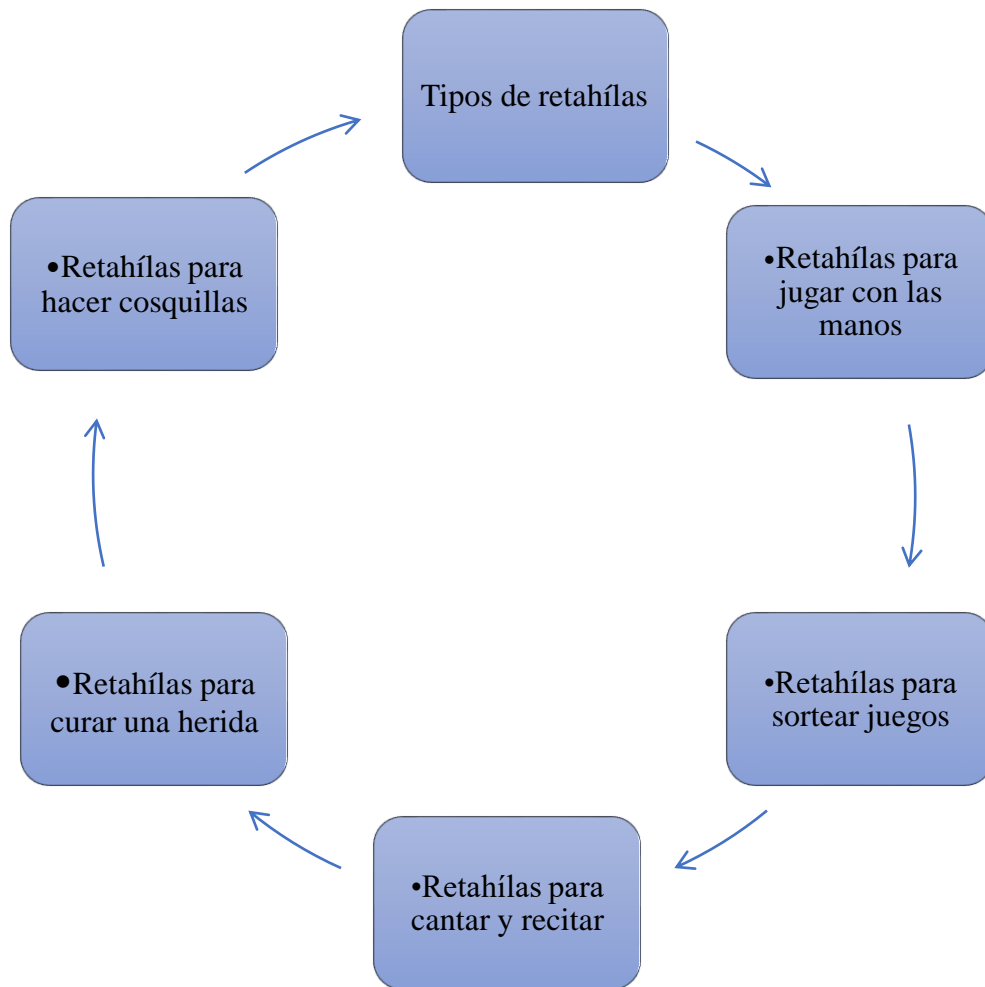 Tipos de retahílas
•Retahílas para
jugar con las
manos
•Retahílas para
sortear juegos
•Retahílas para
cantar y recitar
•Retahílas para
curar una herida
•Retahílas para
hacer cosquillas